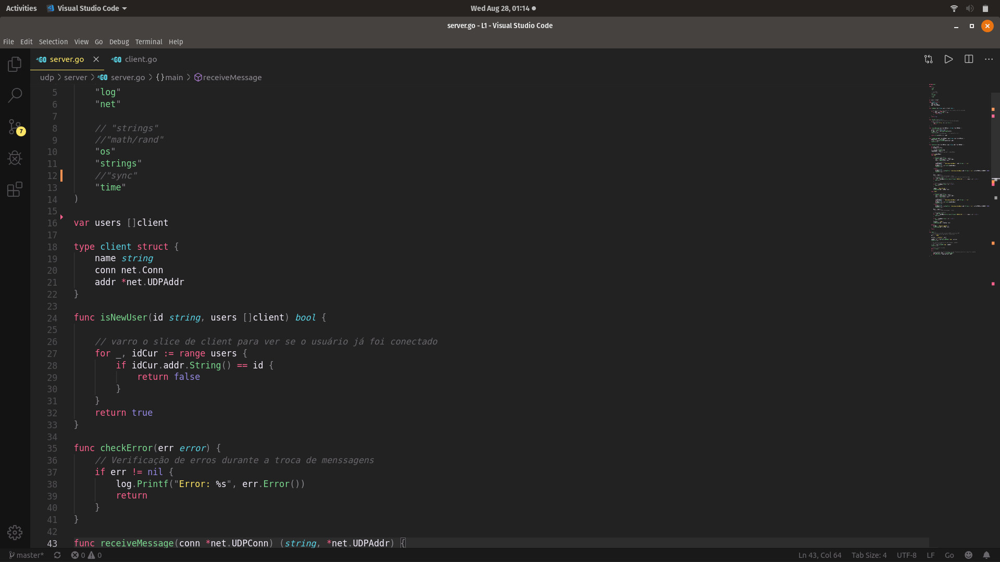 Activities Visual Studio Code Wed Aug 28, 01:14
server.go - L1 - Visual Studio Code
File Edit Selection View Go Debug Terminal Help
GO server.go GO client.go
udp > server > GO server.go > {} main > receiveMessage
5 "log"
6 "net"
7
8 // "strings"
9 //"math/rand"
10 "os"
11 "strings"
12 //"sync"
13 "time"
14 )
15
16 var users []client
17
18 type client struct {
19 name string
20 conn net.Conn
21 addr *net.UDPAddr
22 }
23
24 func isNewUser(id string, users []client) bool {
25
26 // varro o slice de client para ver se o usuário já foi conectado
27 for _, idCur := range users {
28 if idCur.addr.String() == id {
29 return false
30 }
31 }
32 return true
33 }
34
35 func checkError(err error) {
36 // Verificação de erros durante a troca de menssagens
37 if err != nil {
38 log.Printf("Error: %s", err.Error())
39 return
40 }
41 }
42
43 func receiveMessage(conn *net.UDPConn) (string, *net.UDPAddr) {
7
master* 0 0 Ln 43, Col 64 Tab Size: 4 UTF-8 LF Go